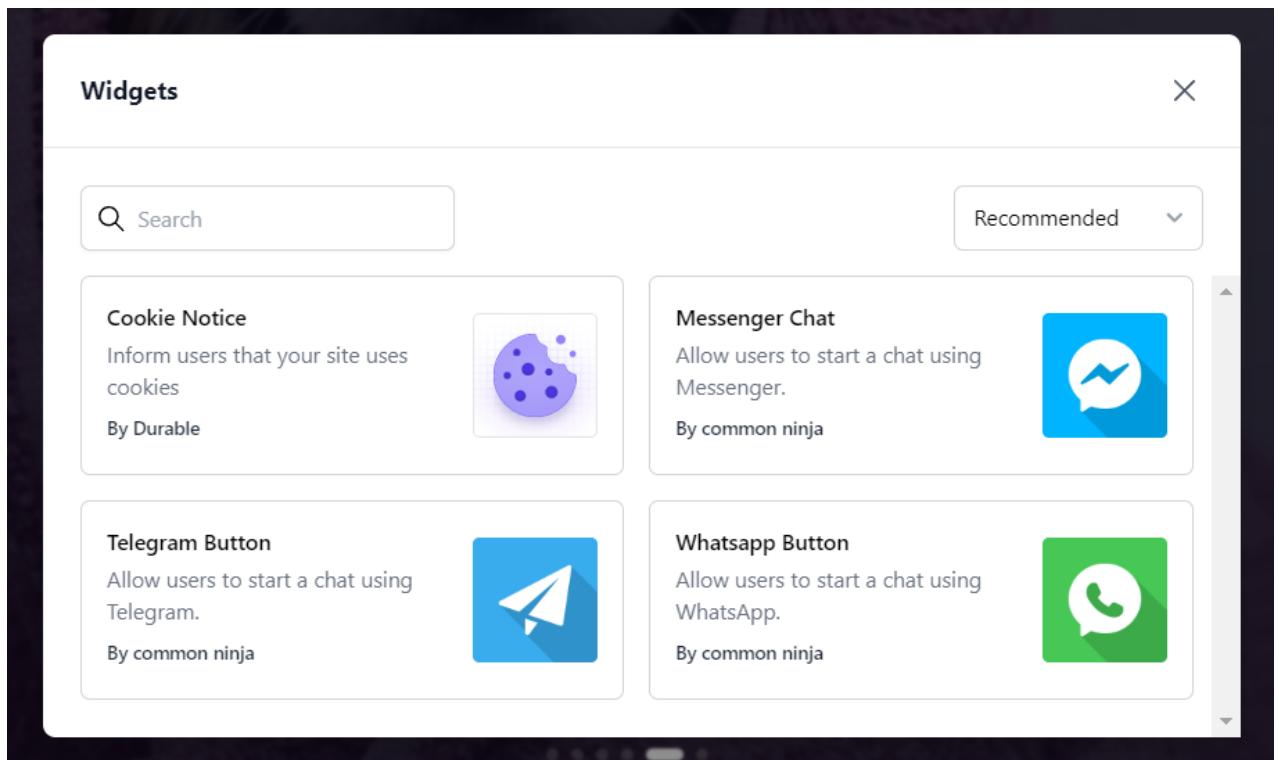 Widgets
Search
Recommended
Cookie Notice
Inform users that your site uses
cookies
By Durable
Messenger Chat
Allow users to start a chat using
Messenger.
By common ninja
Telegram Button
Allow users to start a chat using
Telegram.
By common ninja
Whatsapp Button
Allow users to start a chat using
WhatsApp.
By common ninja